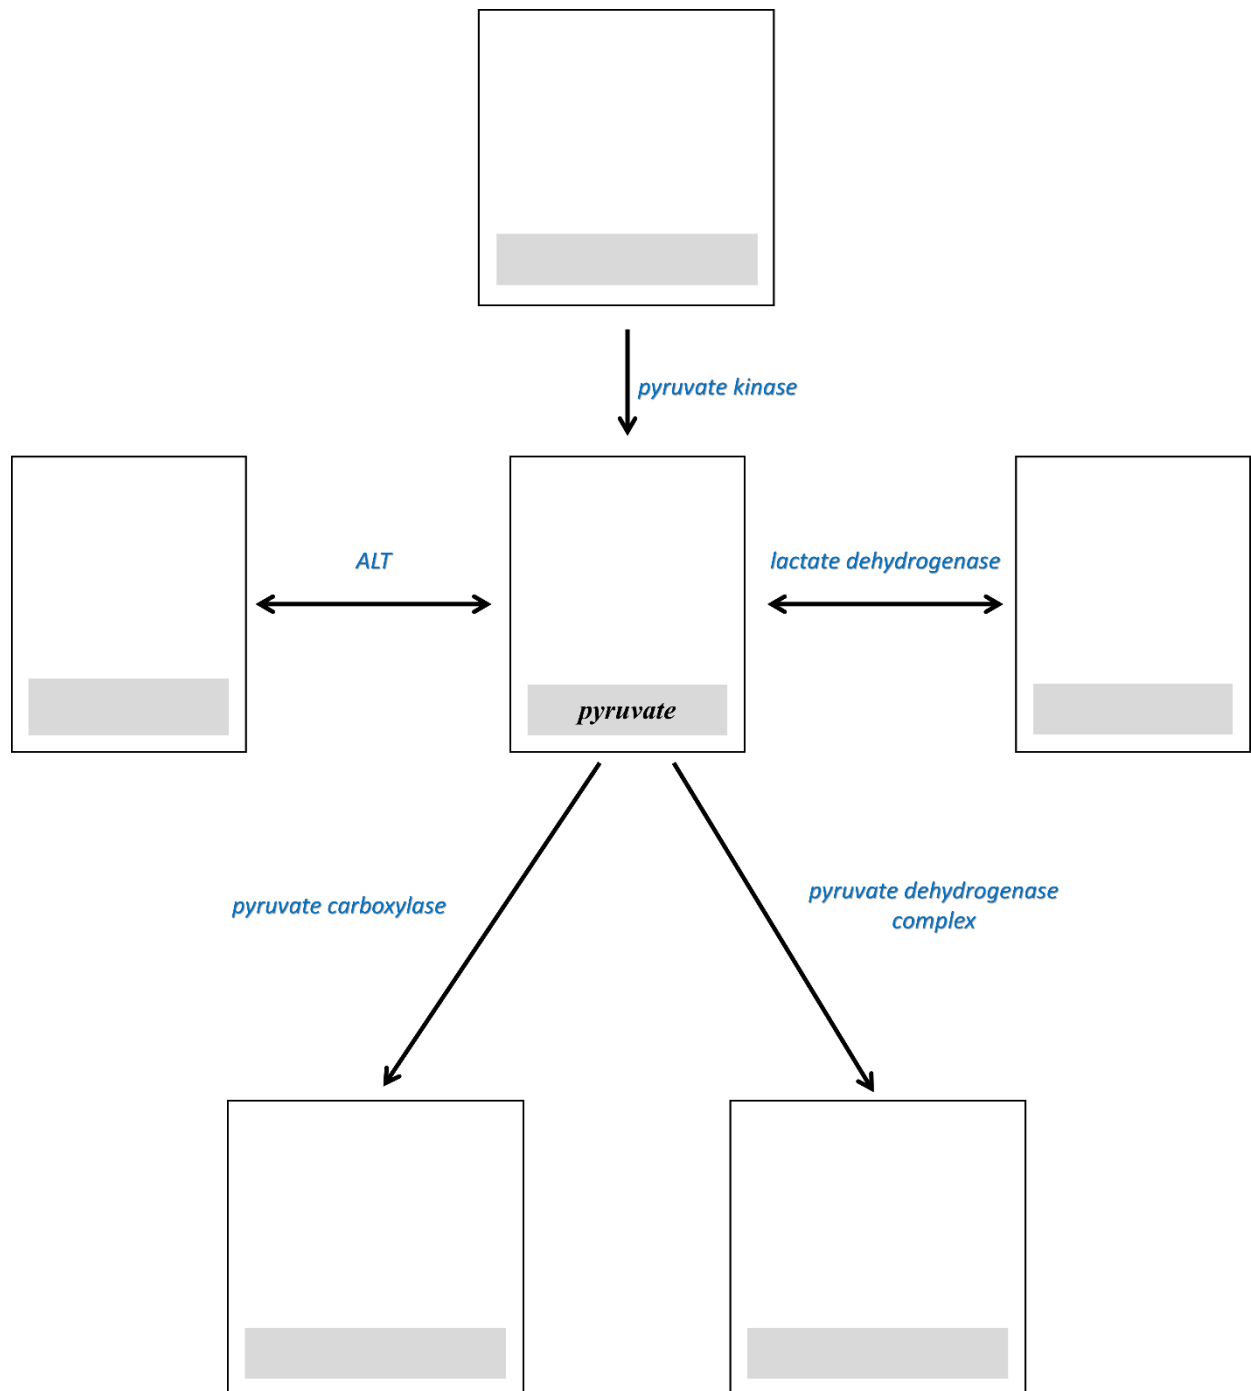 pyruvate kinase
ALT
lactate dehydrogenase
pyruvate
pyruvate carboxylase
pyruvate dehydrogenase
complex